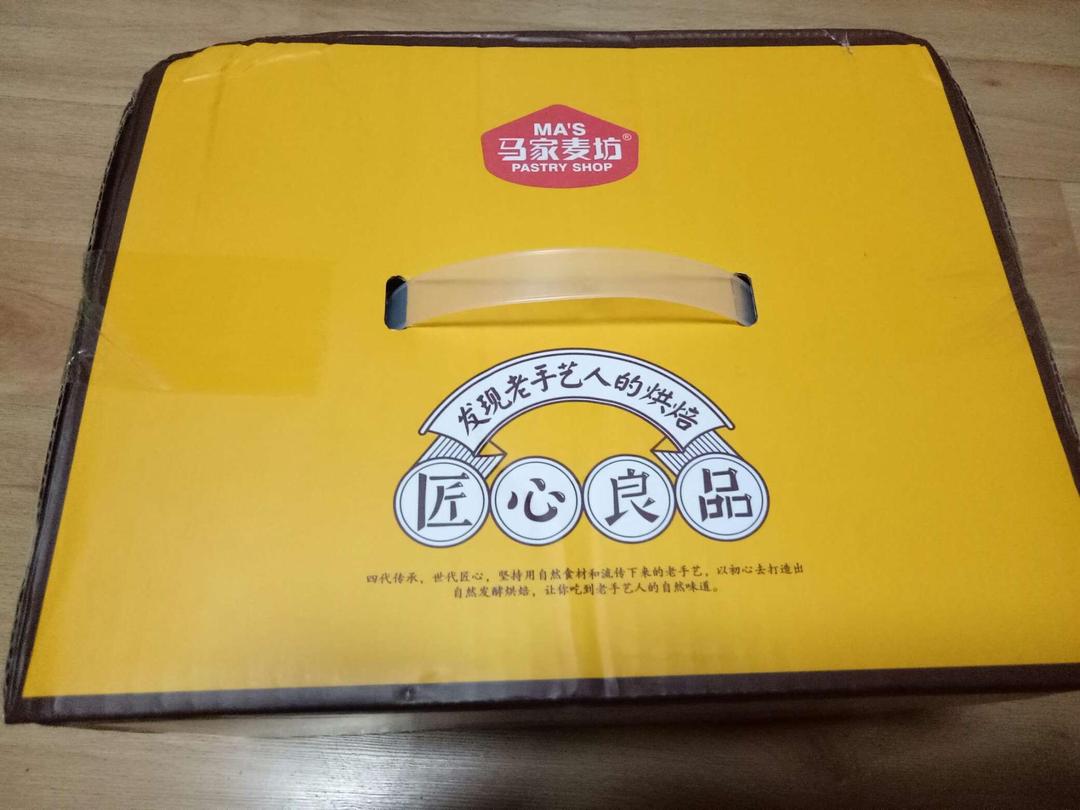 MA'S
马家麦坊®
PASTRY SHOP
发现老手艺人的烘焙
匠心良品
四代传承，世代匠心，坚持用自然食材和流传下来的老手艺，以初心去打造出
自然发酵烘焙，让你吃到老手艺人的自然味道。